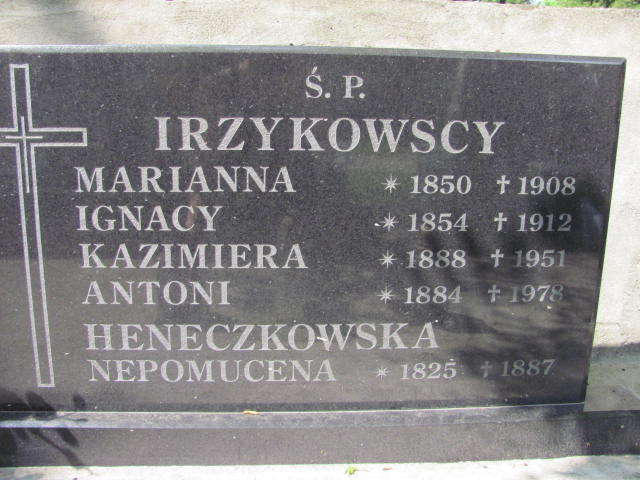 Ś. P.
IRZYKOWSCY
MARIANNA * 1850 † 1908
IGNACY * 1854 † 1912
KAZIMIERA * 1888 † 1951
ANTONI * 1884 † 1978
HENECZKOWSKA
NEPOMUCENA * 1825 † 1887